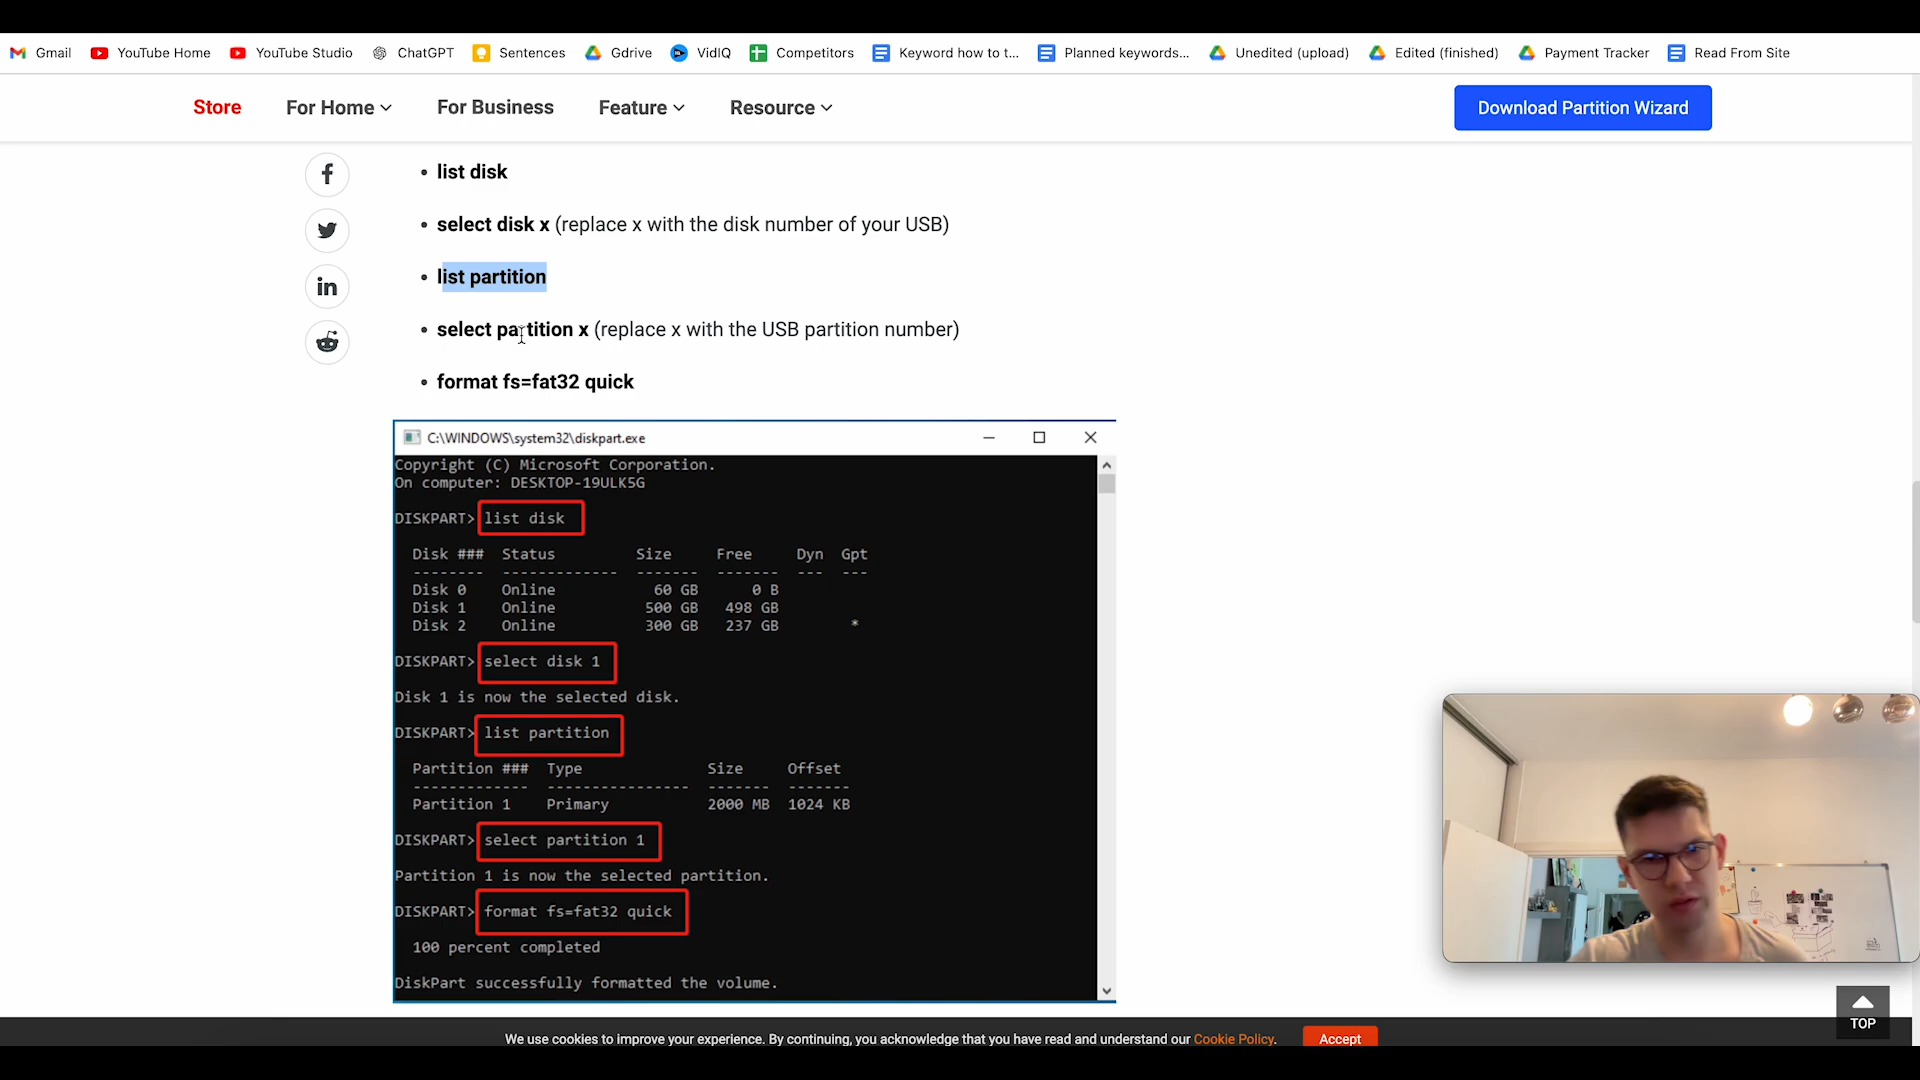 Gmail YouTube Home YouTube Studio ChatGPT Sentences Gdrive VidIQ Competitors Keyword how to t... Planned keywords... Unedited (upload) Edited (finished) Payment Tracker Read From Site
Store For Home For Business Feature Resource Download Partition Wizard
• list disk
• select disk x (replace x with the disk number of your USB)
• list partition
• select partition x (replace x with the USB partition number)
• format fs=fat32 quick
C:\WINDOWS\system32\diskpart.exe
Copyright (C) Microsoft Corporation.
On computer: DESKTOP-19ULK5G
DISKPART> list disk
Disk ### Status Size Free Dyn Gpt
-------- ------------- ------- ------- --- ---
Disk 0 Online 60 GB 0 B
Disk 1 Online 500 GB 498 GB
Disk 2 Online 300 GB 237 GB *
DISKPART> select disk 1
Disk 1 is now the selected disk.
DISKPART> list partition
Partition ### Type Size Offset
------------- ---------------- ------- -------
Partition 1 Primary 2000 MB 1024 KB
DISKPART> select partition 1
Partition 1 is now the selected partition.
DISKPART> format fs=fat32 quick
100 percent completed
DiskPart successfully formatted the volume.
TOP
We use cookies to improve your experience. By continuing, you acknowledge that you have read and understand our Cookie Policy. Accept